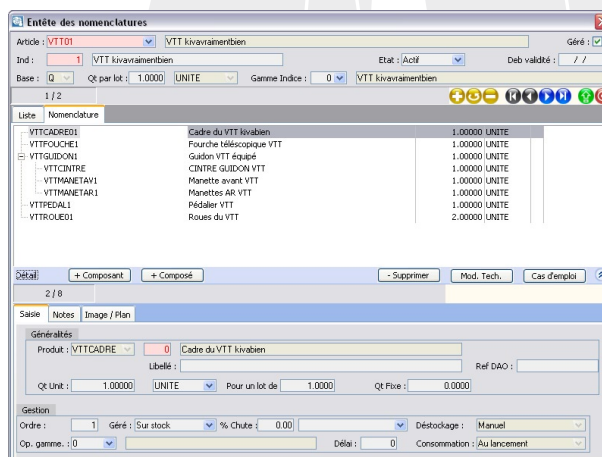 Entête des nomenclatures
Article : VTT01 VTT kivavraimentbien Géré :
Ind : 1 VTT kivavraimentbien Etat : Actif Deb validité : / /
Base : Q Qt par lot : 1.0000 UNITE Gamme Indice : 0 VTT kivavraimentbien
1 / 2
Liste Nomenclature
VTTCADRE01 Cadre du VTT kivabien 1.00000 UNITE
VTTFOUCHE1 Fourche téléscopique VTT 1.00000 UNITE
VTTGUIDON1 Guidon VTT équipé 1.00000 UNITE
VTTCINTRE CINTRE GUIDON VTT 1.00000 UNITE
VTTMANETAV1 Manette avant VTT 1.00000 UNITE
VTTMANETAR1 Manettes AR VTT 1.00000 UNITE
VTTPEDAL1 Pédalier VTT 1.00000 UNITE
VTTROUE01 Roues du VTT 2.00000 UNITE
Détail + Composant + Composé - Supprimer Mod. Tech. Cas d'emploi
2 / 8
Saisie Notes Image / Plan
Généralités
Produit : VTTCADRE 0 Cadre du VTT kivabien
Libellé : Ref DAO :
Qt Unit : 1.00000 UNITE Pour un lot de 1.0000 Qt Fixe : 0.0000
Gestion
Ordre : 1 Géré : Sur stock % Chute : 0.00 Déstockage : Manuel
Op. gamme. : 0 Délai : 0 Consommation : Au lancement